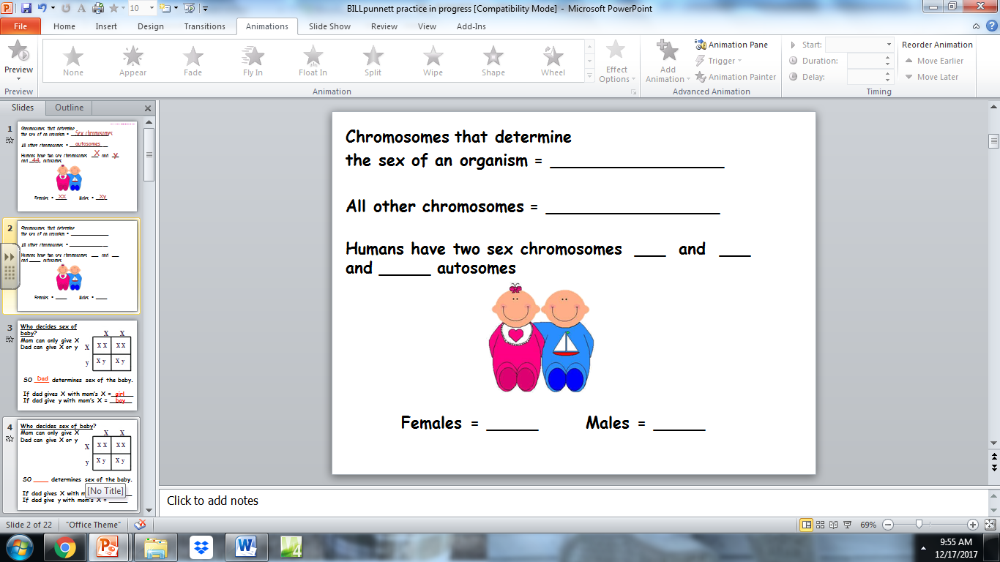 BILLpunnett practice in progress [Compatibility Mode] - Microsoft PowerPoint
10
File Home Insert Design Transitions Animations Slide Show Review View Add-Ins
Preview
None Appear Fade Fly In Float In Split Wipe Shape Wheel
Effect Options
Add Animation
Animation Pane
Trigger
Animation Painter
Start:
Duration:
Delay:
Reorder Animation
Move Earlier
Move Later
Preview Animation Advanced Animation Timing
Slides Outline
1
Chromosomes that determine
the sex of an organism = Sex chromosomes
All other chromosomes = autosomes
Humans have two sex chromosomes X and y
and 44 autosomes
Females = XX Males = XY
2
Chromosomes that determine
the sex of an organism = ____
All other chromosomes = ____
Humans have two sex chromosomes ___ and ___
and ____ autosomes
Females = ____ Males = ____
3
Who decides sex of
baby?
Mom can only give X
Dad can give X or y
X X
X X X X X
y X y X y
SO Dad determines sex of the baby.
If dad gives X with mom's X = girl
If dad give y with mom's X = boy
4
Who decides sex of baby?
Mom can only give X
Dad can give X or y
X X
X X X X X
y X y X y
SO ____ determines sex of the baby.
If dad gives X with m
[No Title]
If dad give y with mom's X = ____
Chromosomes that determine
the sex of an organism = _________________
All other chromosomes = _________________
Humans have two sex chromosomes ___ and ___
and _____ autosomes
Females = _____ Males = _____
Click to add notes
Slide 2 of 22 "Office Theme" 69%
9:55 AM
12/17/2017